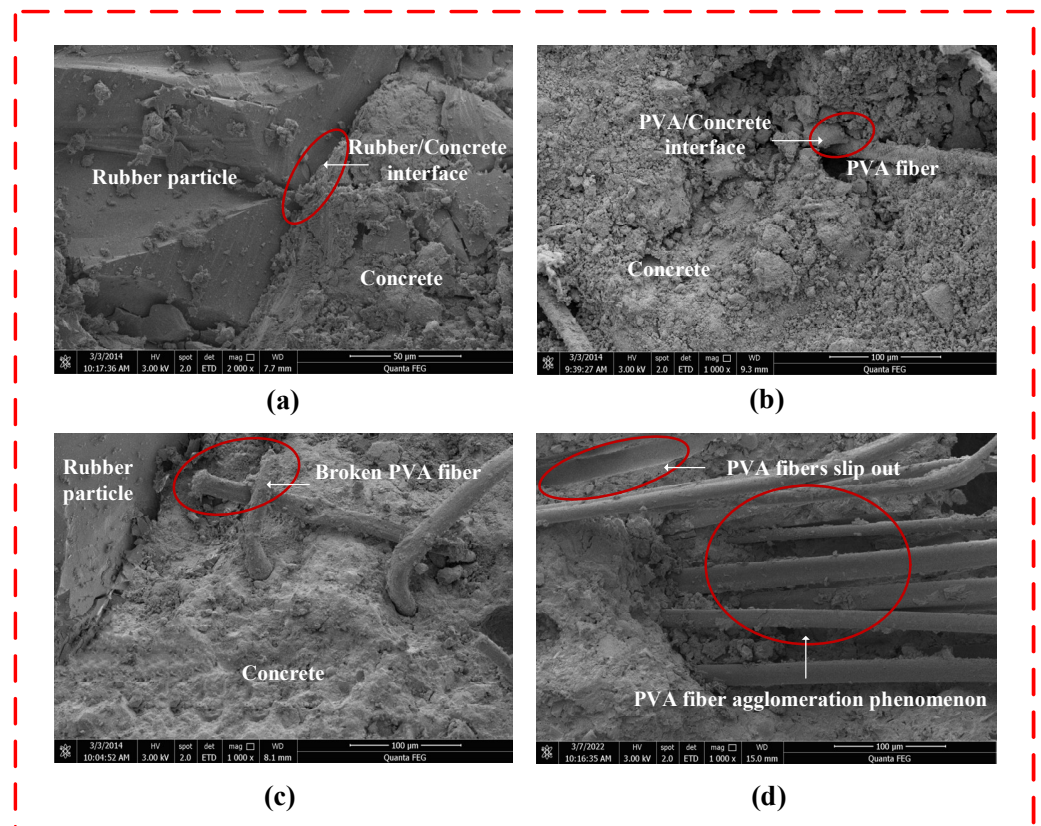 Rubber particle
Rubber/Concrete
interface
Concrete
3/3/2014 HV spot det mag WD 50 µm
10:17:36 AM 3.00 kV 2.0 ETD 2 000 x 7.7 mm Quanta FEG
(a)
PVA/Concrete
interface
PVA fiber
Concrete
3/3/2014 HV spot det mag WD 100 µm
9:39:27 AM 3.00 kV 2.0 ETD 1 000 x 9.3 mm Quanta FEG
(b)
Rubber
particle
Broken PVA fiber
Concrete
3/3/2014 HV spot det mag WD 100 µm
10:04:52 AM 3.00 kV 2.0 ETD 1 000 x 8.1 mm Quanta FEG
(c)
PVA fibers slip out
PVA fiber agglomeration phenomenon
3/7/2022 HV spot det mag WD 100 µm
10:16:35 AM 3.00 kV 2.0 ETD 1 000 x 15.0 mm Quanta FEG
(d)